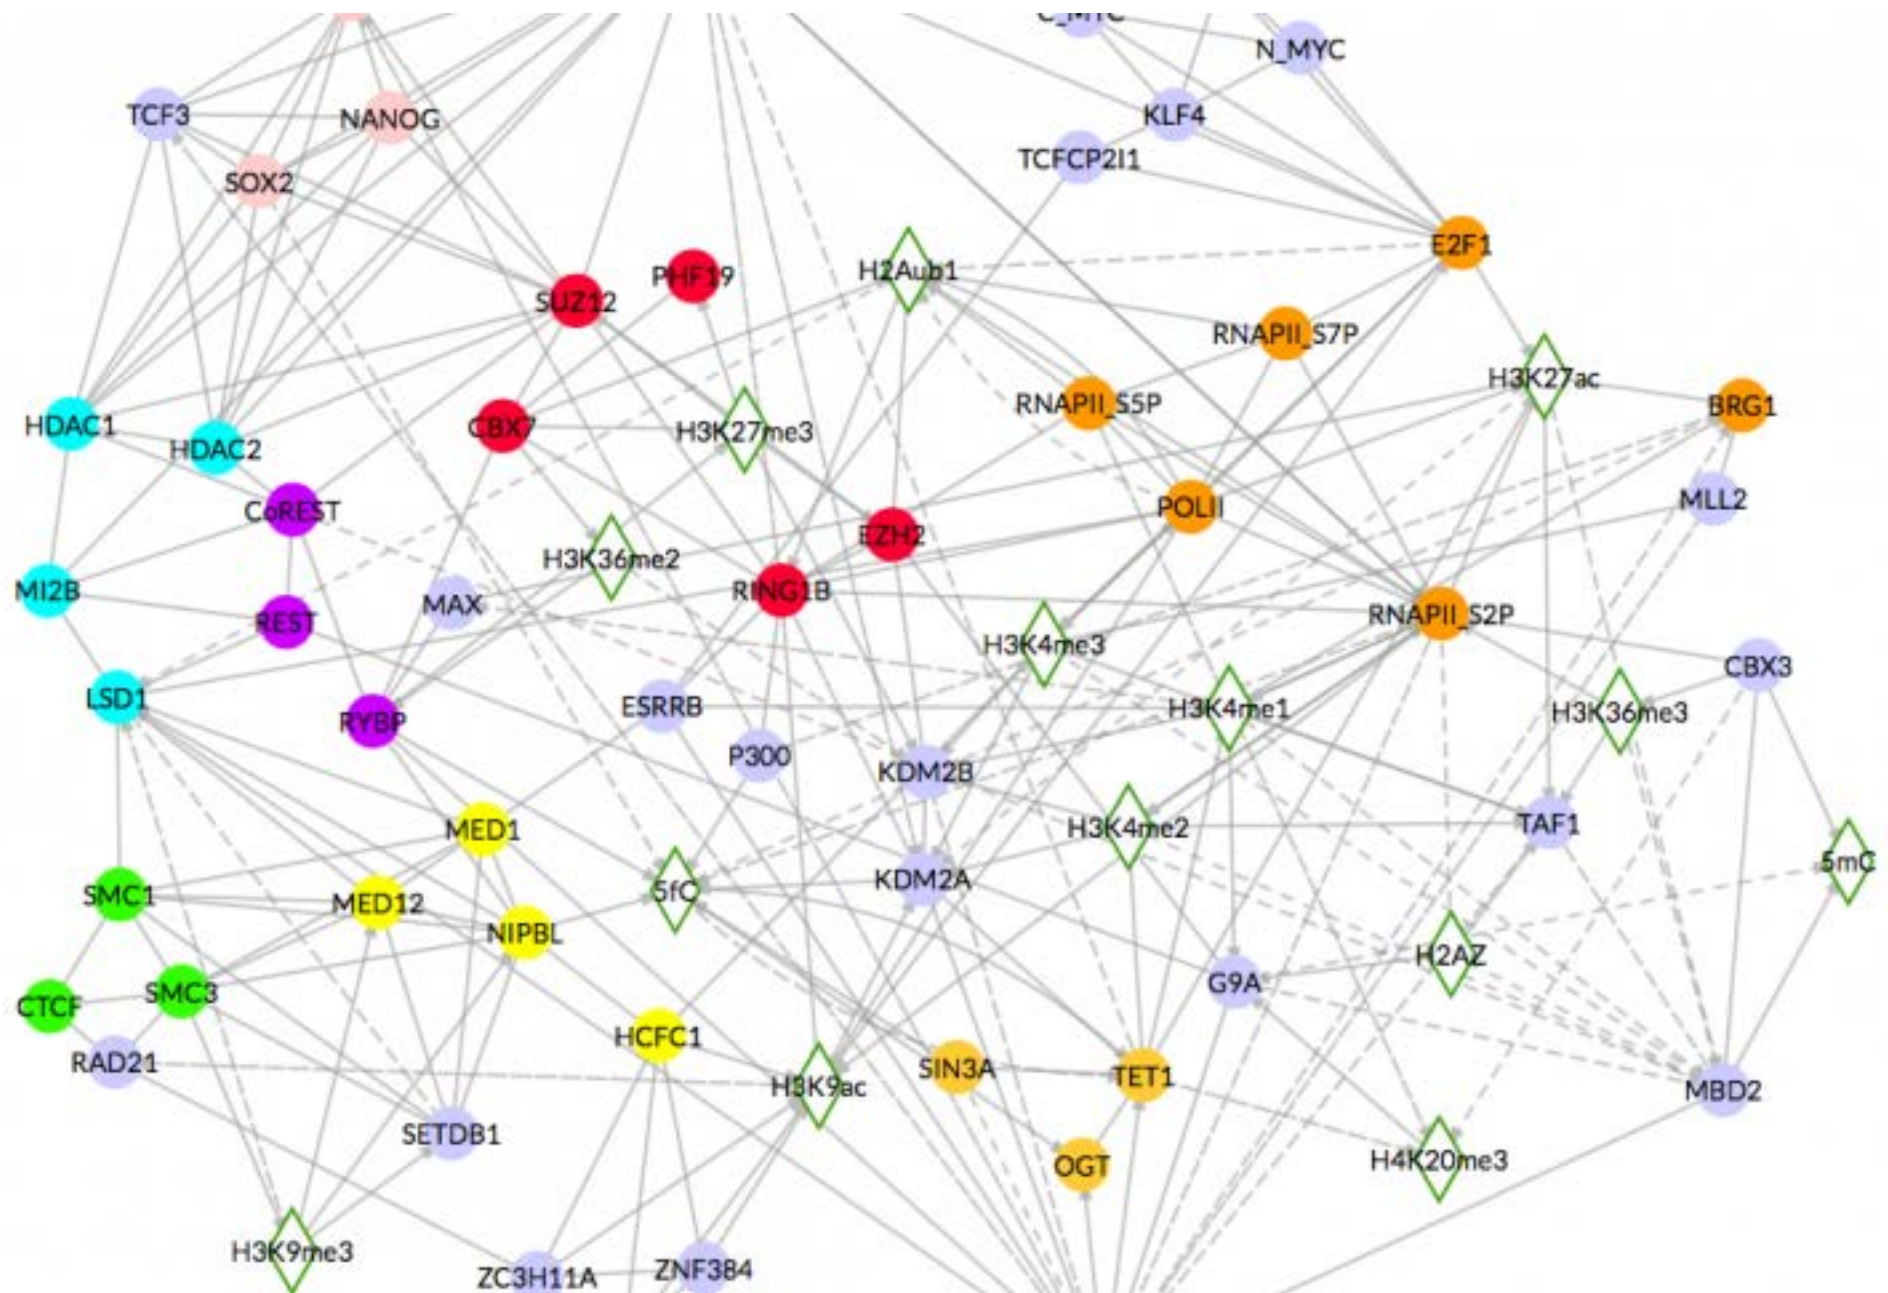 C_MYC
N_MYC
TCF3
NANOG
KLF4
TCFCP2I1
SOX2
E2F1
PHF19
H2Aub1
SUZ12
RNAPII_S7P
H3K27ac
RNAPII_S5P
BRG1
HDAC1
CBX7
H3K27me3
HDAC2
MLL2
CoREST
POLII
EZH2
H3K36me2
MI2B
MAX
RING1B
RNAPII_S2P
REST
H3K4me3
CBX3
LSD1
ESRRB
H3K4me1
H3K36me3
RYBP
P300
KDM2B
MED1
H3K4me2
TAF1
5mC
SMC1
MED12
5fC
KDM2A
NIPBL
H2AZ
CTCF
SMC3
G9A
HCFC1
RAD21
H3K9ac
SIN3A
TET1
MBD2
SETDB1
OGT
H4K20me3
H3K9me3
ZC3H11A
ZNF384